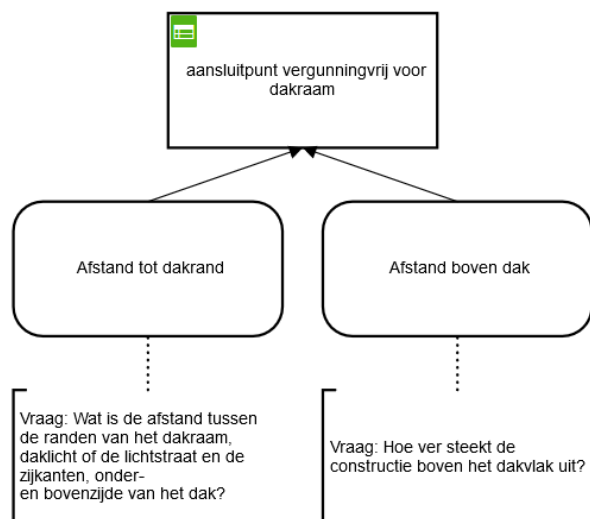 aansluitpunt vergunningvrij voor
dakraam
Afstand tot dakrand
Afstand boven dak
Vraag: Wat is de afstand tussen
de randen van het dakraam,
daklicht of de lichtstraat en de
zijkanten, onder-
en bovenzijde van het dak?
Vraag: Hoe ver steekt de
constructie boven het dakvlak uit?